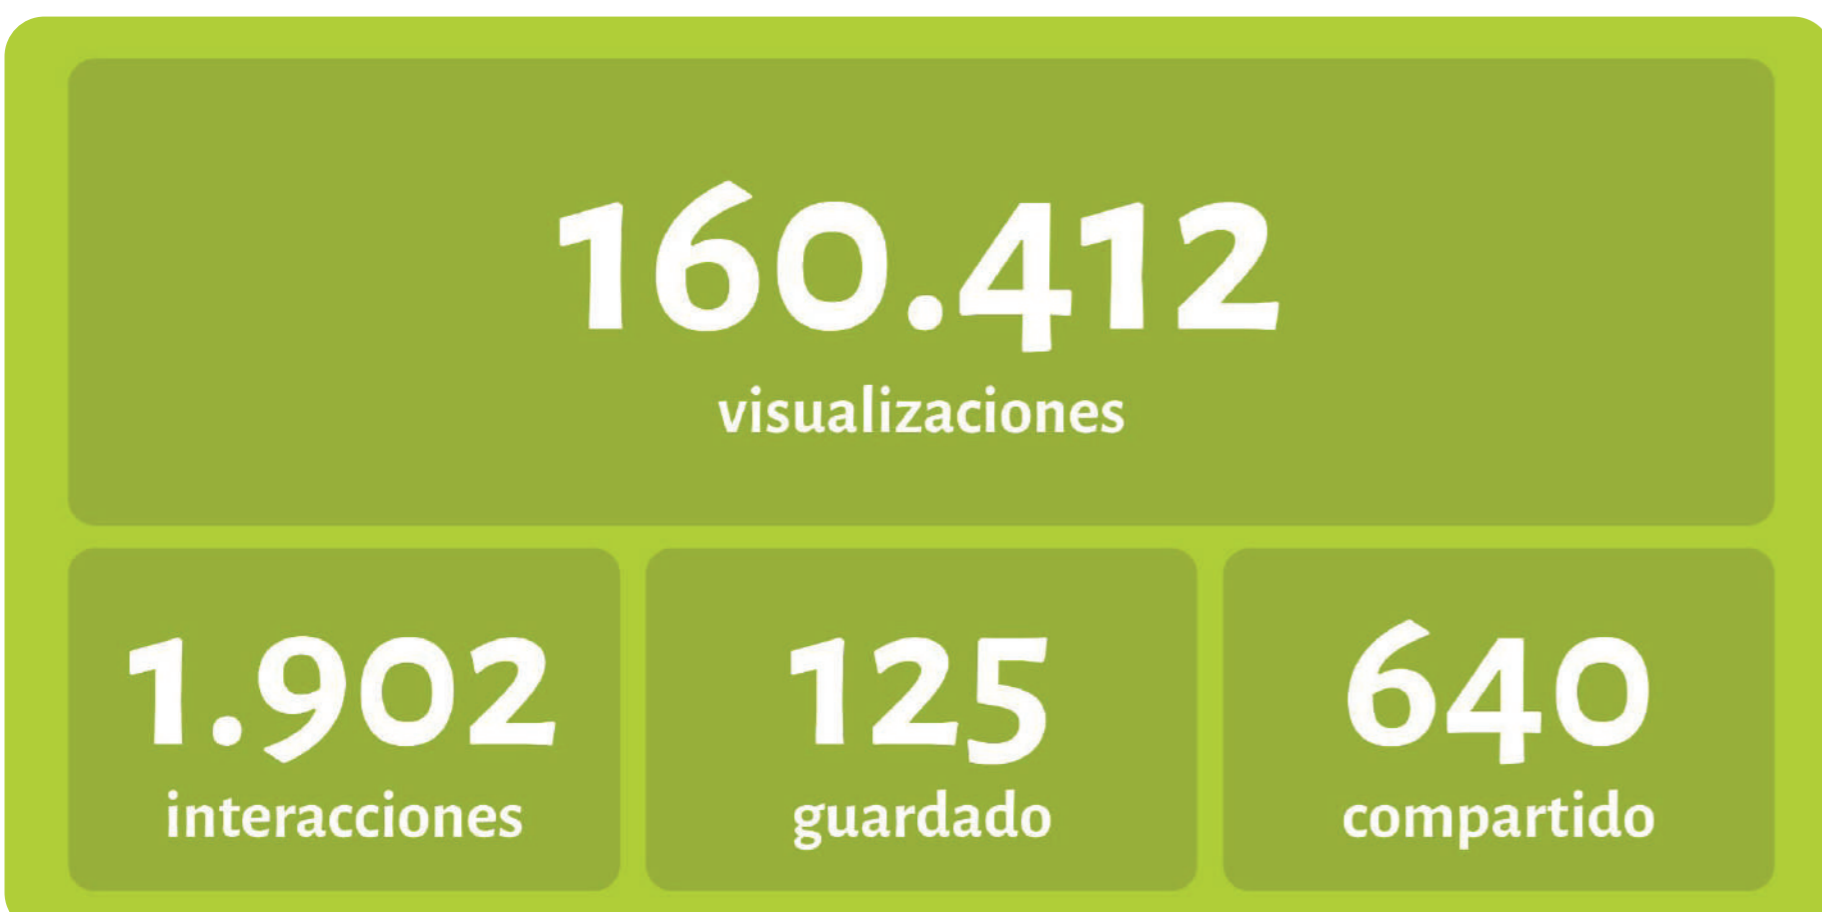 160.412
visualizaciones
1.902
interacciones
125
guardado
640
compartido